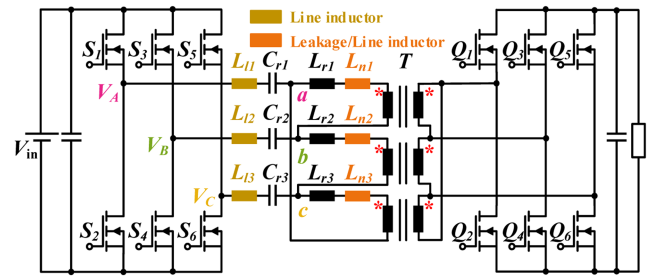 Line inductor
Leakage/Line inductor
S1 S3 S5 Ll1 Cr1 Lr1 Ln1 T Q1 Q3 Q5
VA a * *
Ll2 Cr2 Lr2 Ln2
Vin VB b * *
Ll3 Cr3 Lr3 Ln3
VC c * *
S2 S4 S6 Q2 Q4 Q6